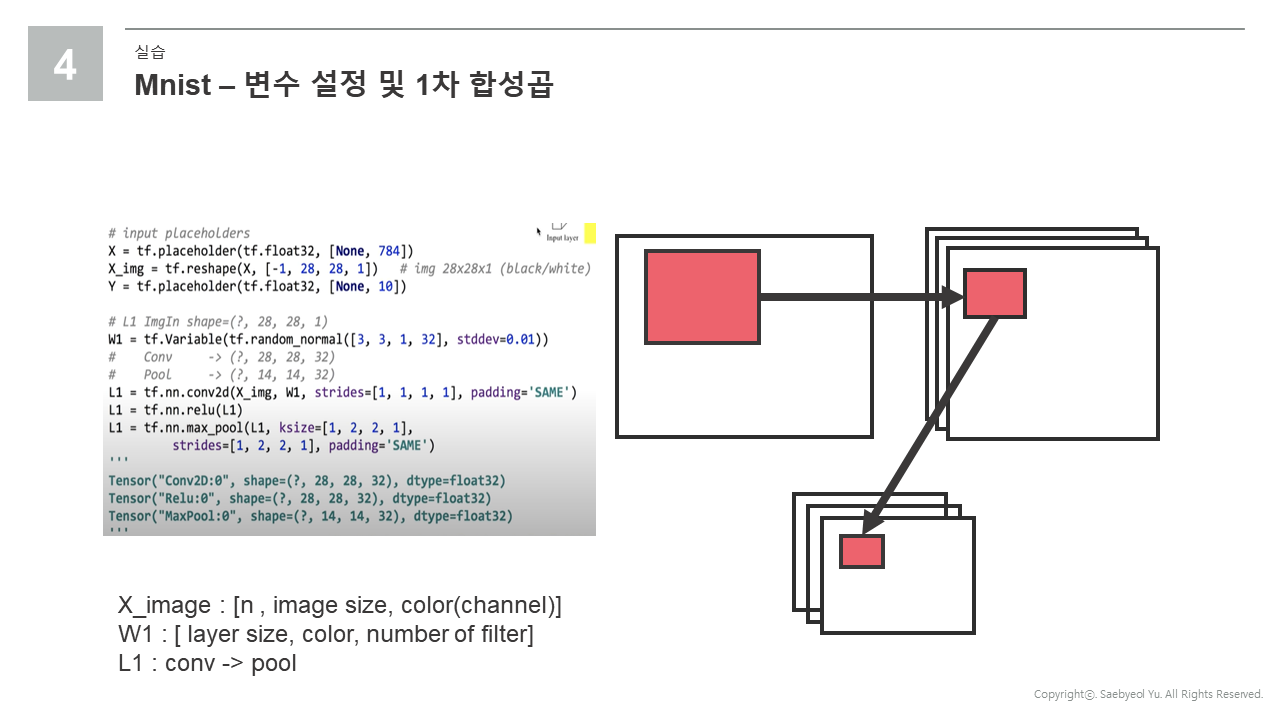 4
실습
Mnist – 변수 설정 및 1차 합성곱
# input placeholders
X = tf.placeholder(tf.float32, [None, 784])
X_img = tf.reshape(X, [-1, 28, 28, 1])   # img 28x28x1 (black/white)
Y = tf.placeholder(tf.float32, [None, 10])
Input layer
# L1 ImgIn shape=(?, 28, 28, 1)
W1 = tf.Variable(tf.random_normal([3, 3, 1, 32], stddev=0.01))
#    Conv     -> (?, 28, 28, 32)
#    Pool     -> (?, 14, 14, 32)
L1 = tf.nn.conv2d(X_img, W1, strides=[1, 1, 1, 1], padding='SAME')
L1 = tf.nn.relu(L1)
L1 = tf.nn.max_pool(L1, ksize=[1, 2, 2, 1],
strides=[1, 2, 2, 1], padding='SAME')
'''
Tensor("Conv2D:0", shape=(?, 28, 28, 32), dtype=float32)
Tensor("Relu:0", shape=(?, 28, 28, 32), dtype=float32)
Tensor("MaxPool:0", shape=(?, 14, 14, 32), dtype=float32)
'''
X_image : [n , image size, color(channel)]
W1 : [ layer size, color, number of filter]
L1 : conv -> pool
Copyrightⓒ. Saebyeol Yu. All Rights Reserved.